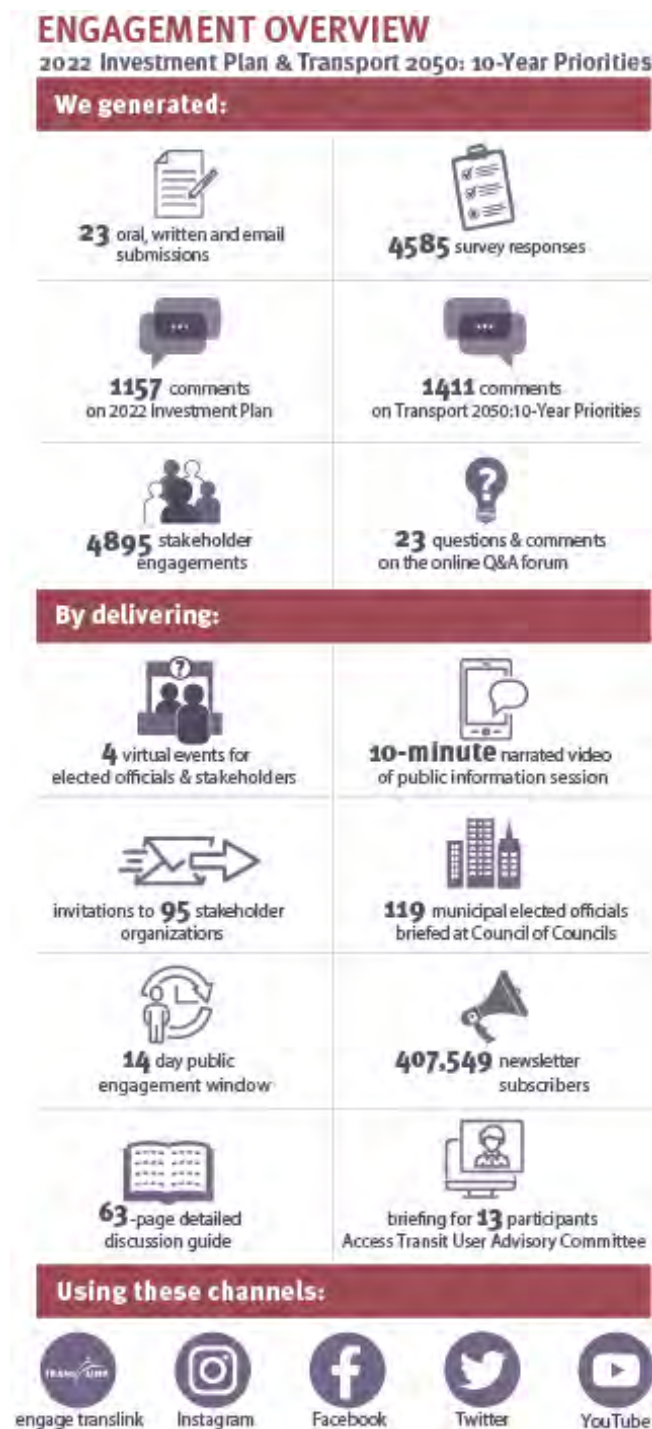 ENGAGEMENT OVERVIEW
2022 Investment Plan & Transport 2050: 10-Year Priorities
We generated:
23 oral, written and email
submissions
4585 survey responses
1157 comments
on 2022 Investment Plan
1411 comments
on Transport 2050:10-Year Priorities
4895 stakeholder
engagements
23 questions & comments
on the online Q&A forum
By delivering:
4 virtual events for
elected officials & stakeholders
10-minute narrated video
of public information session
invitations to 95 stakeholder
organizations
119 municipal elected officials
briefed at Council of Councils
14 day public
engagement window
407,549 newsletter
subscribers
63-page detailed
discussion guide
briefing for 13 participants
Access Transit User Advisory Committee
Using these channels:
TRANSLINK
engage translink
Instagram
Facebook
Twitter
YouTube